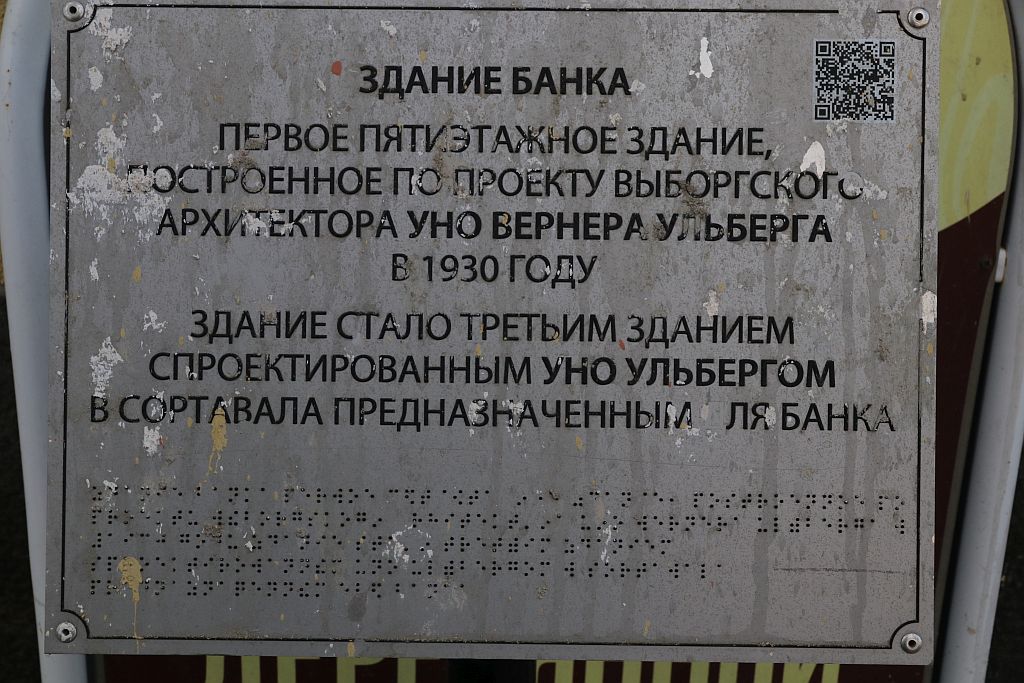 ЗДАНИЕ БАНКА
ПЕРВОЕ ПЯТИЭТАЖНОЕ ЗДАНИЕ,
ПОСТРОЕННОЕ ПО ПРОЕКТУ ВЫБОРГСКОГО
АРХИТЕКТОРА УНО ВЕРНЕРА УЛЬБЕРГА
В 1930 ГОДУ
ЗДАНИЕ СТАЛО ТРЕТЬИМ ЗДАНИЕМ
СПРОЕКТИРОВАННЫМ УНО УЛЬБЕРГОМ
В СОРТАВАЛА ПРЕДНАЗНАЧЕННЫМ ЛЯ БАНКА